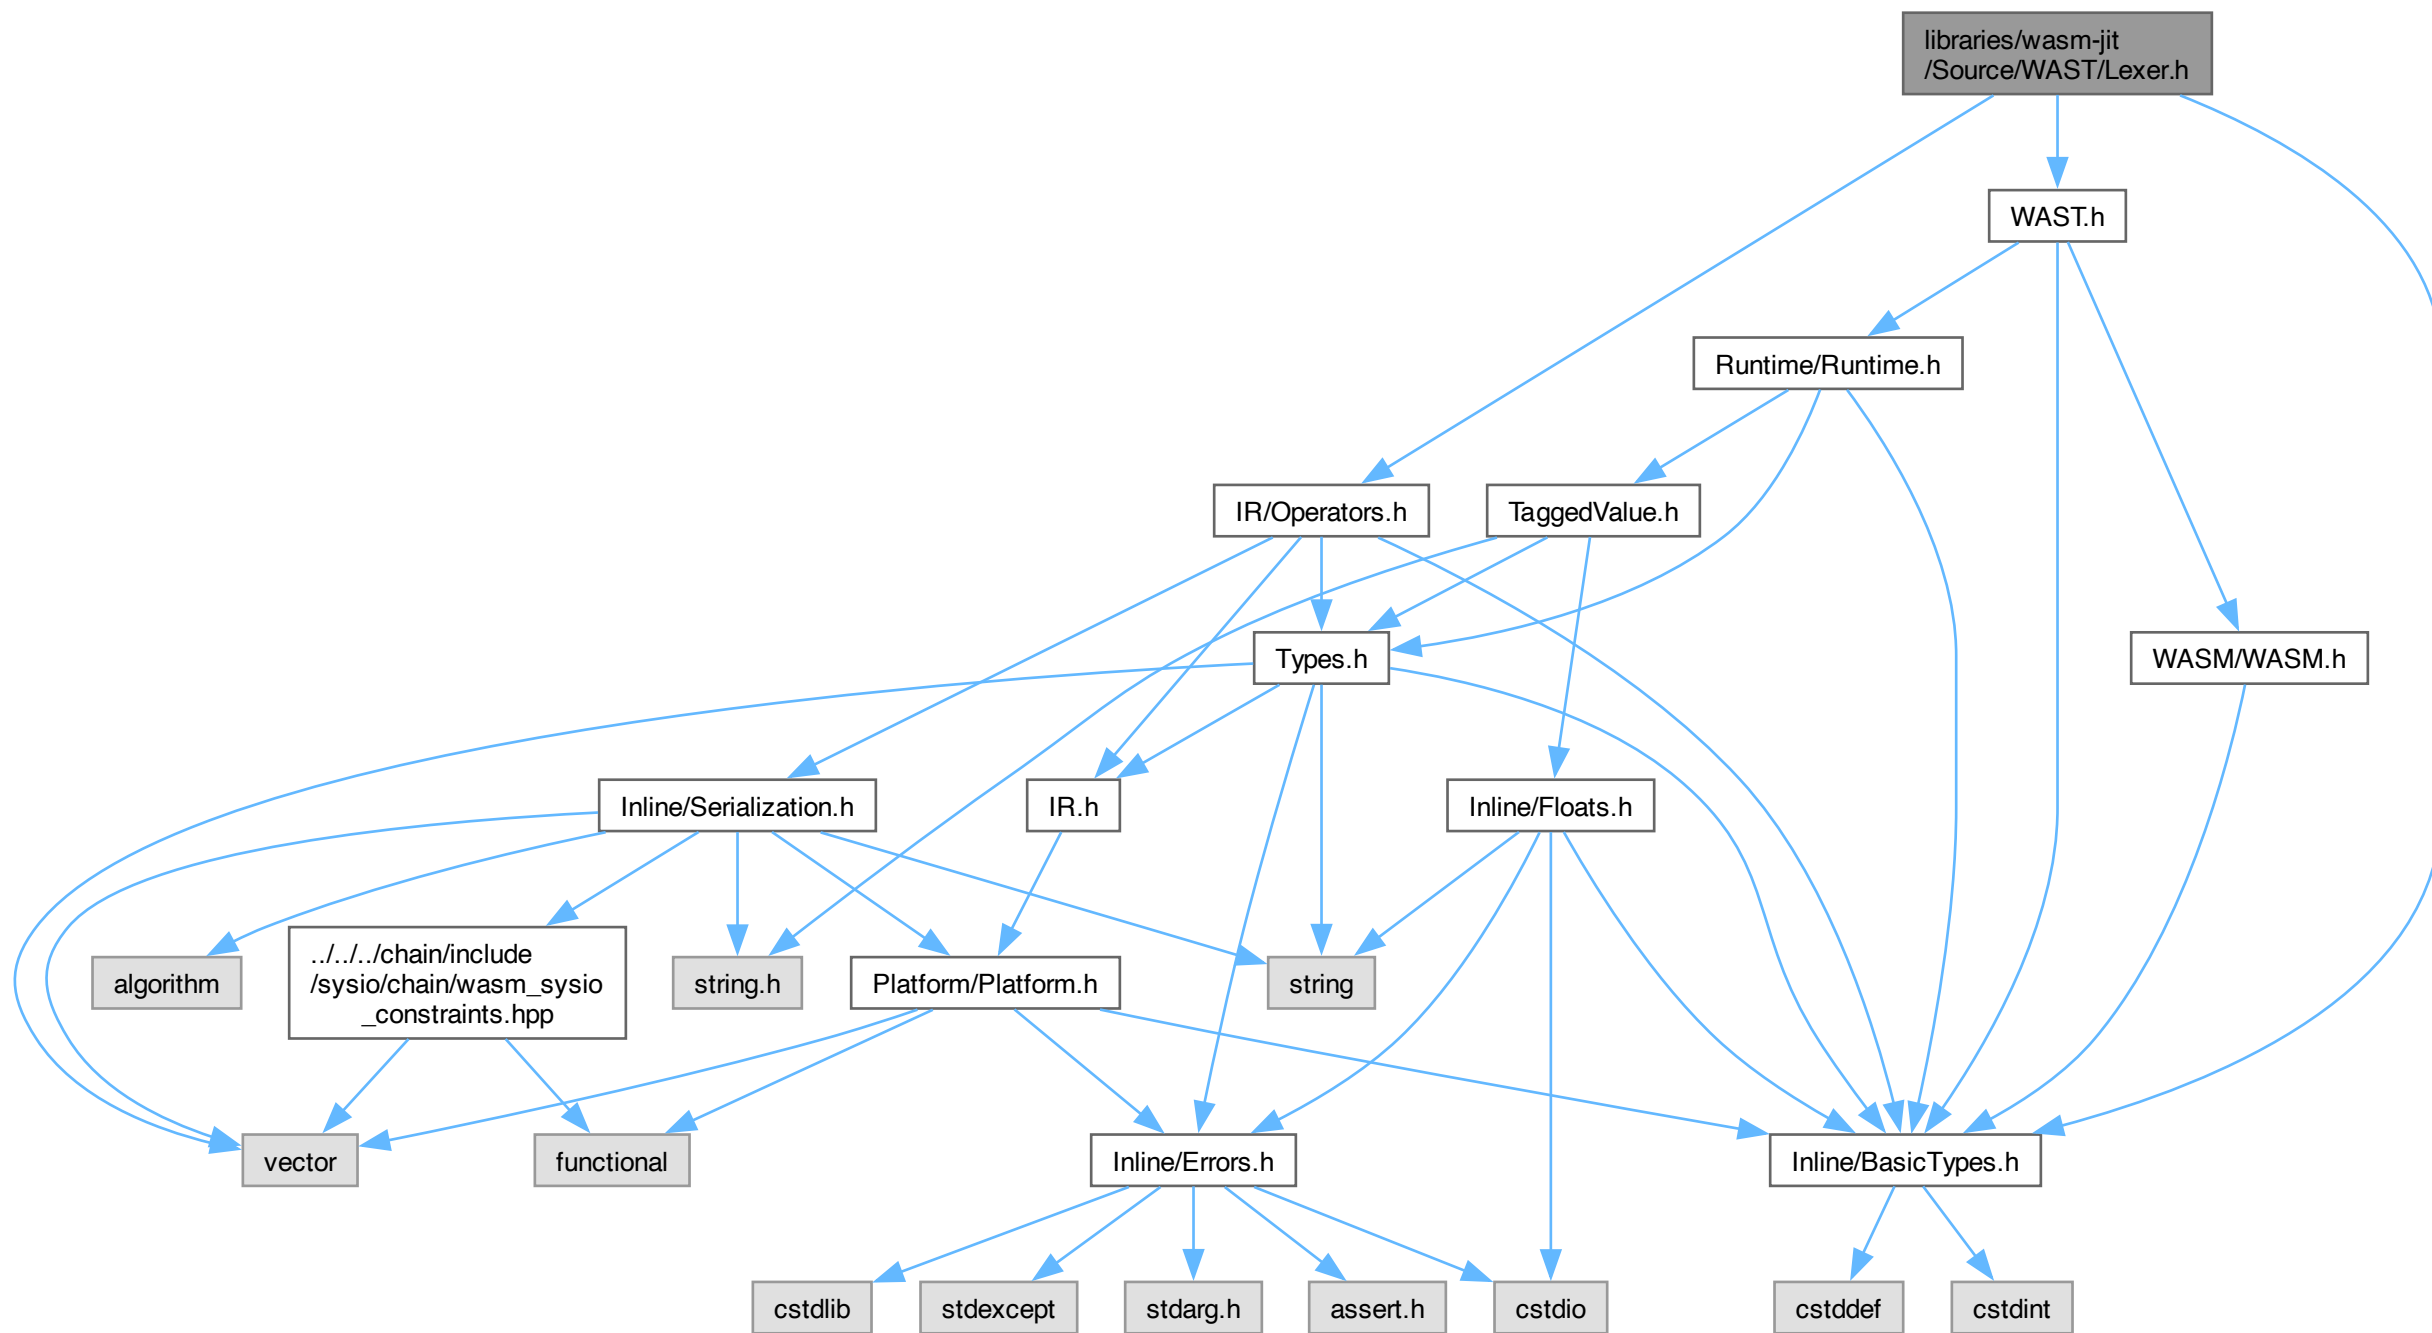 libraries/wasm-jit
/Source/WAST/Lexer.h
WAST.h
Runtime/Runtime.h
IR/Operators.h
TaggedValue.h
Types.h
WASM/WASM.h
Inline/Serialization.h
IR.h
Inline/Floats.h
algorithm
../../../chain/include
/sysio/chain/wasm_sysio
_constraints.hpp
string.h
Platform/Platform.h
string
vector
functional
Inline/Errors.h
Inline/BasicTypes.h
cstdlib
stdexcept
stdarg.h
assert.h
cstdio
cstddef
cstdint